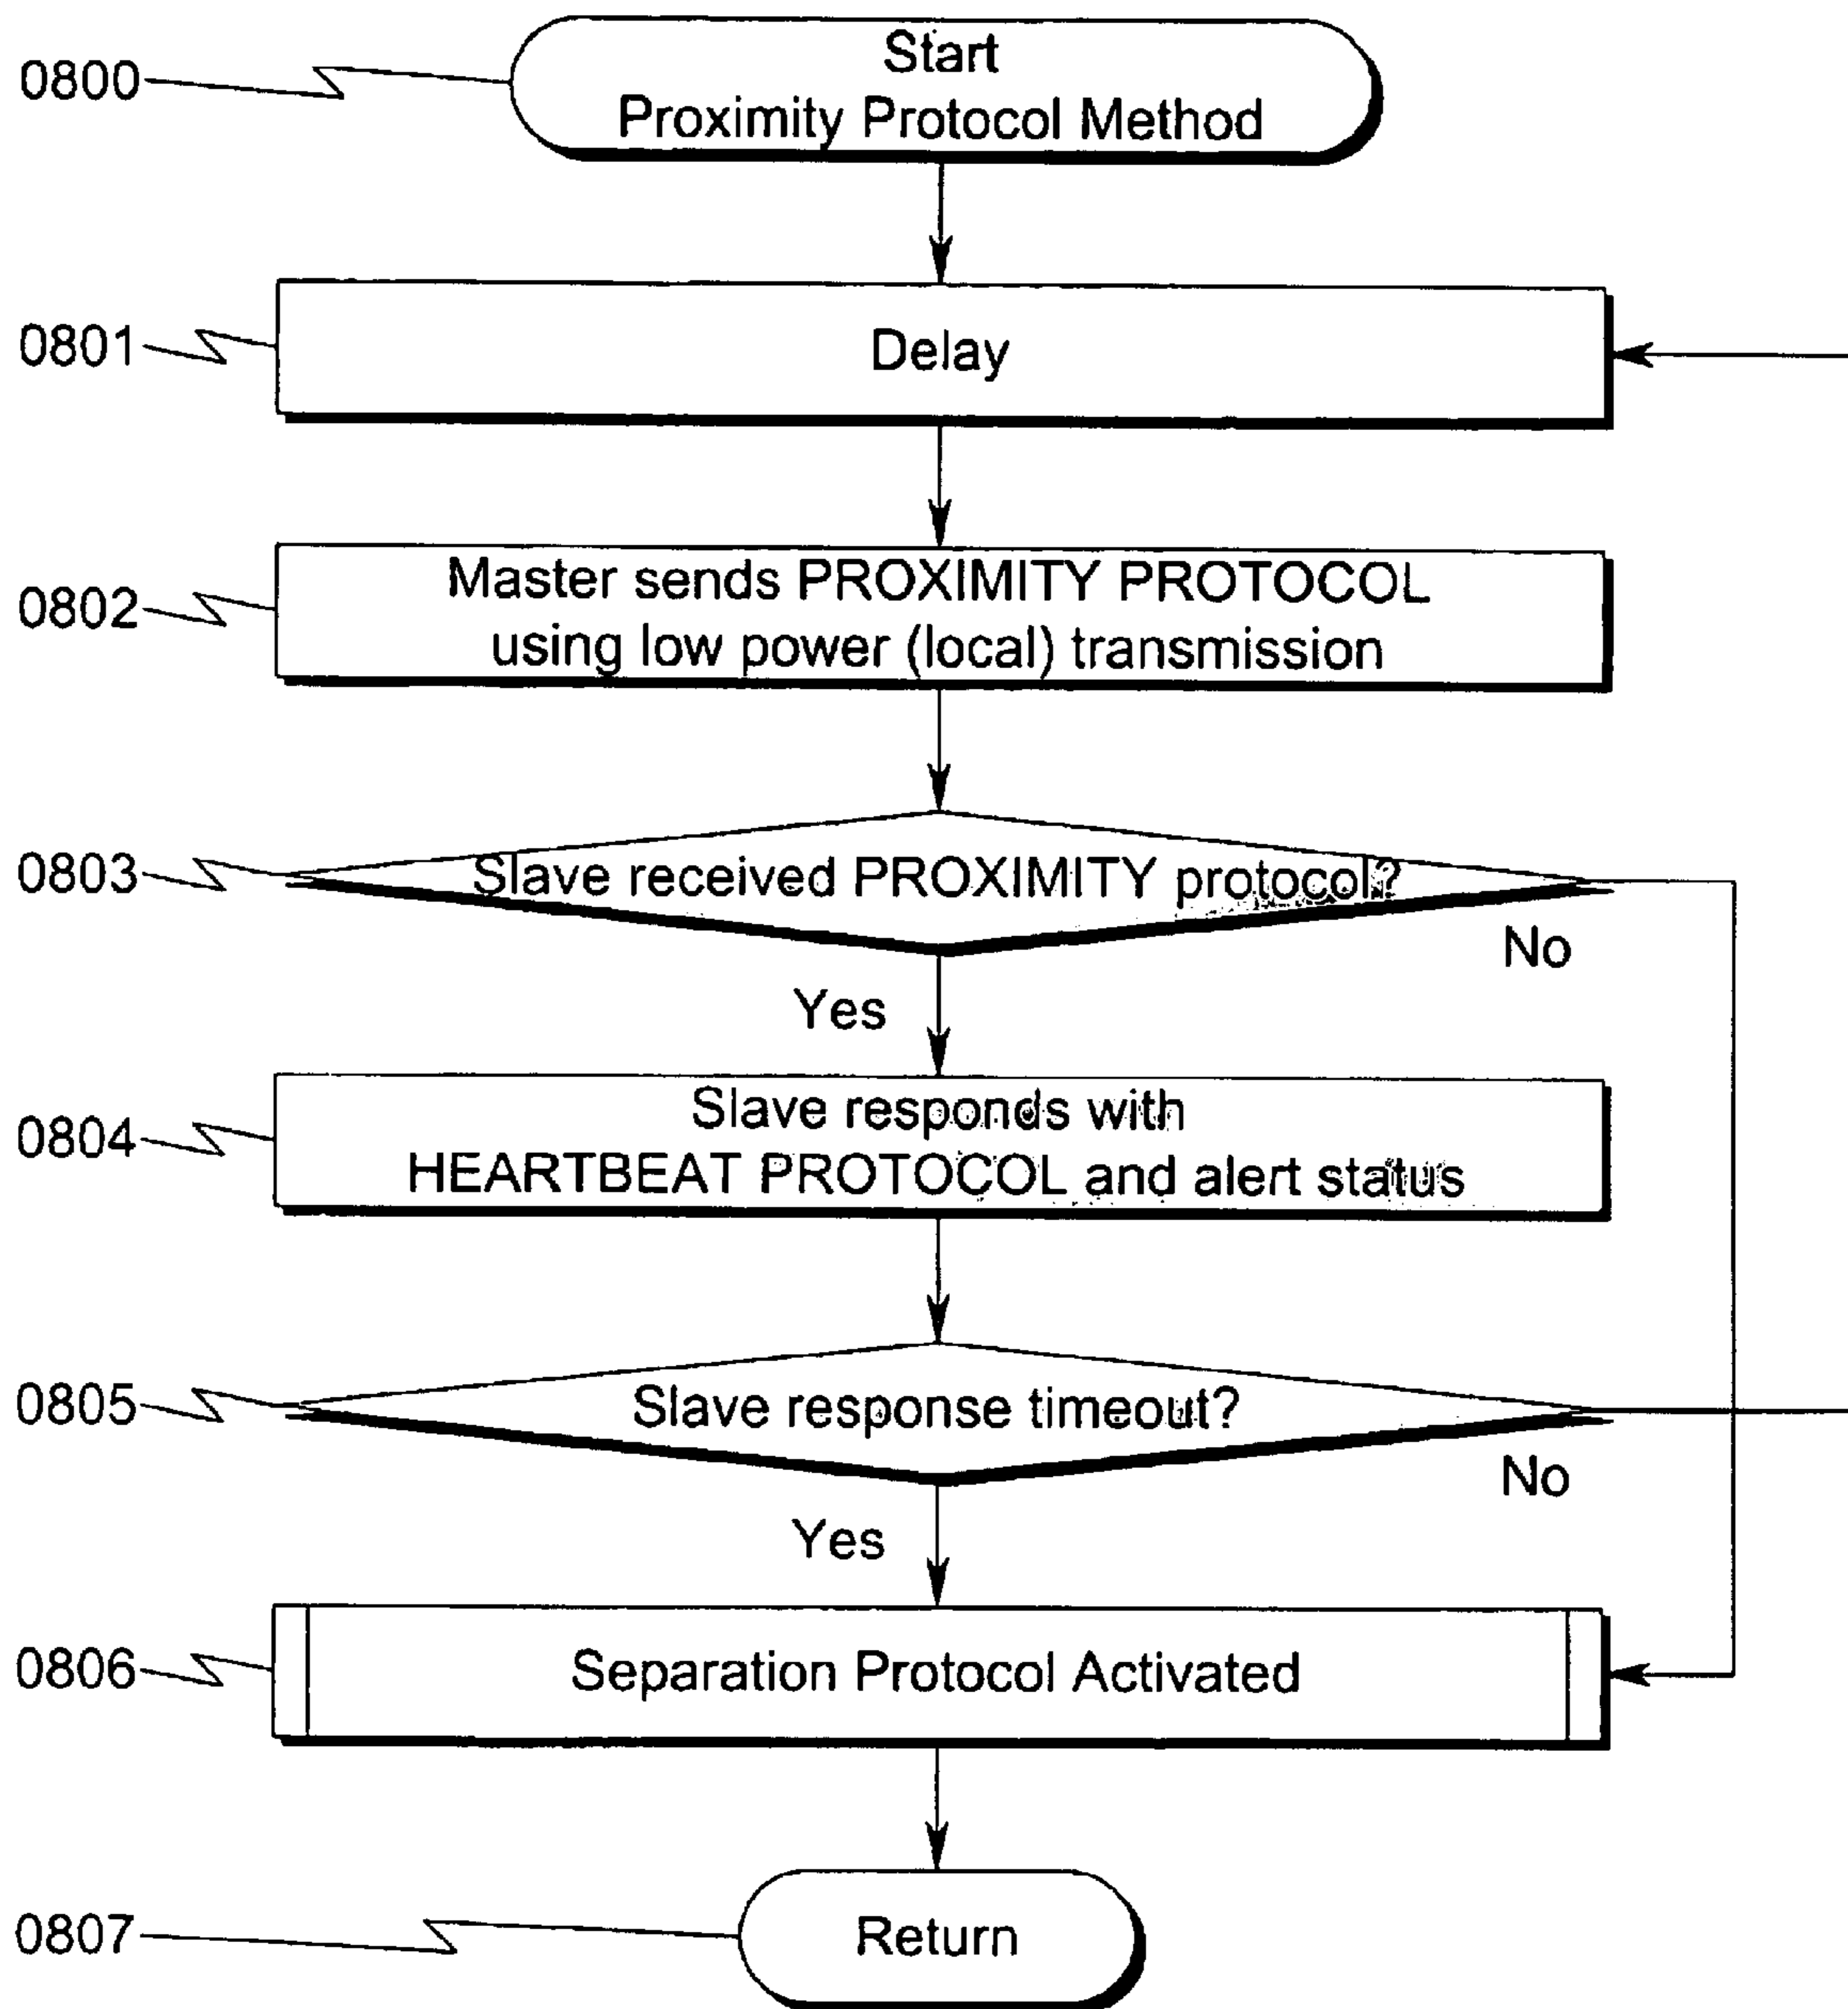 0800
Start
Proximity Protocol Method
0801
Delay
0802
Master sends PROXIMITY PROTOCOL
using low power (local) transmission
0803
Slave received PROXIMITY protocol?
No
Yes
0804
Slave responds with
HEARTBEAT PROTOCOL and alert status
0805
Slave response timeout?
No
Yes
0806
Separation Protocol Activated
0807
Return